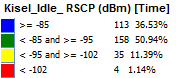 Kisel_Idle_ RSCP (dBm) [Time]
>= -85 113 36.53%
< -85 and >= -95 158 50.94%
< -95 and >= -102 35 11.39%
< -102 4 1.14%